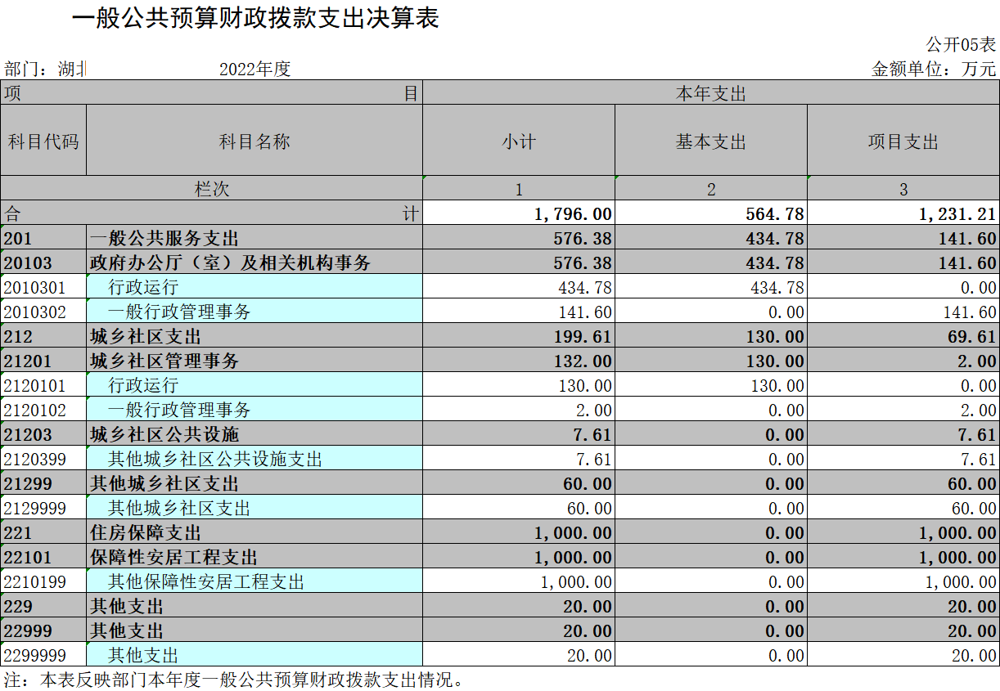 一般公共预算财政拨款支出决算表
公开05表
部门：湖北 2022年度 金额单位：万元
项 目 本年支出
科目代码 科目名称 小计 基本支出 项目支出
栏次 1 2 3
合 计 1,796.00 564.78 1,231.21
201 一般公共服务支出 576.38 434.78 141.60
20103 政府办公厅（室）及相关机构事务 576.38 434.78 141.60
2010301 行政运行 434.78 434.78 0.00
2010302 一般行政管理事务 141.60 0.00 141.60
212 城乡社区支出 199.61 130.00 69.61
21201 城乡社区管理事务 132.00 130.00 2.00
2120101 行政运行 130.00 130.00 0.00
2120102 一般行政管理事务 2.00 0.00 2.00
21203 城乡社区公共设施 7.61 0.00 7.61
2120399 其他城乡社区公共设施支出 7.61 0.00 7.61
21299 其他城乡社区支出 60.00 0.00 60.00
2129999 其他城乡社区支出 60.00 0.00 60.00
221 住房保障支出 1,000.00 0.00 1,000.00
22101 保障性安居工程支出 1,000.00 0.00 1,000.00
2210199 其他保障性安居工程支出 1,000.00 0.00 1,000.00
229 其他支出 20.00 0.00 20.00
22999 其他支出 20.00 0.00 20.00
2299999 其他支出 20.00 0.00 20.00
注：本表反映部门本年度一般公共预算财政拨款支出情况。